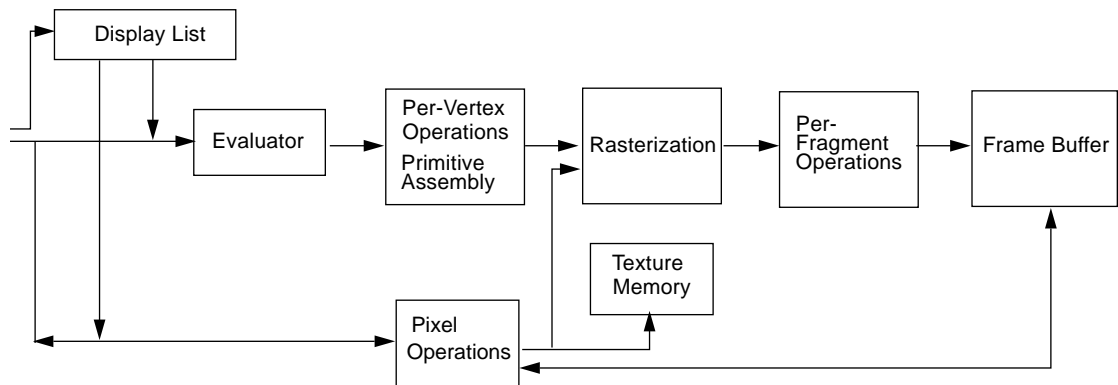 Display List
Evaluator
Per-Vertex
Operations
Primitive
Assembly
Rasterization
Per-
Fragment
Operations
Frame Buffer
Texture
Memory
Pixel
Operations